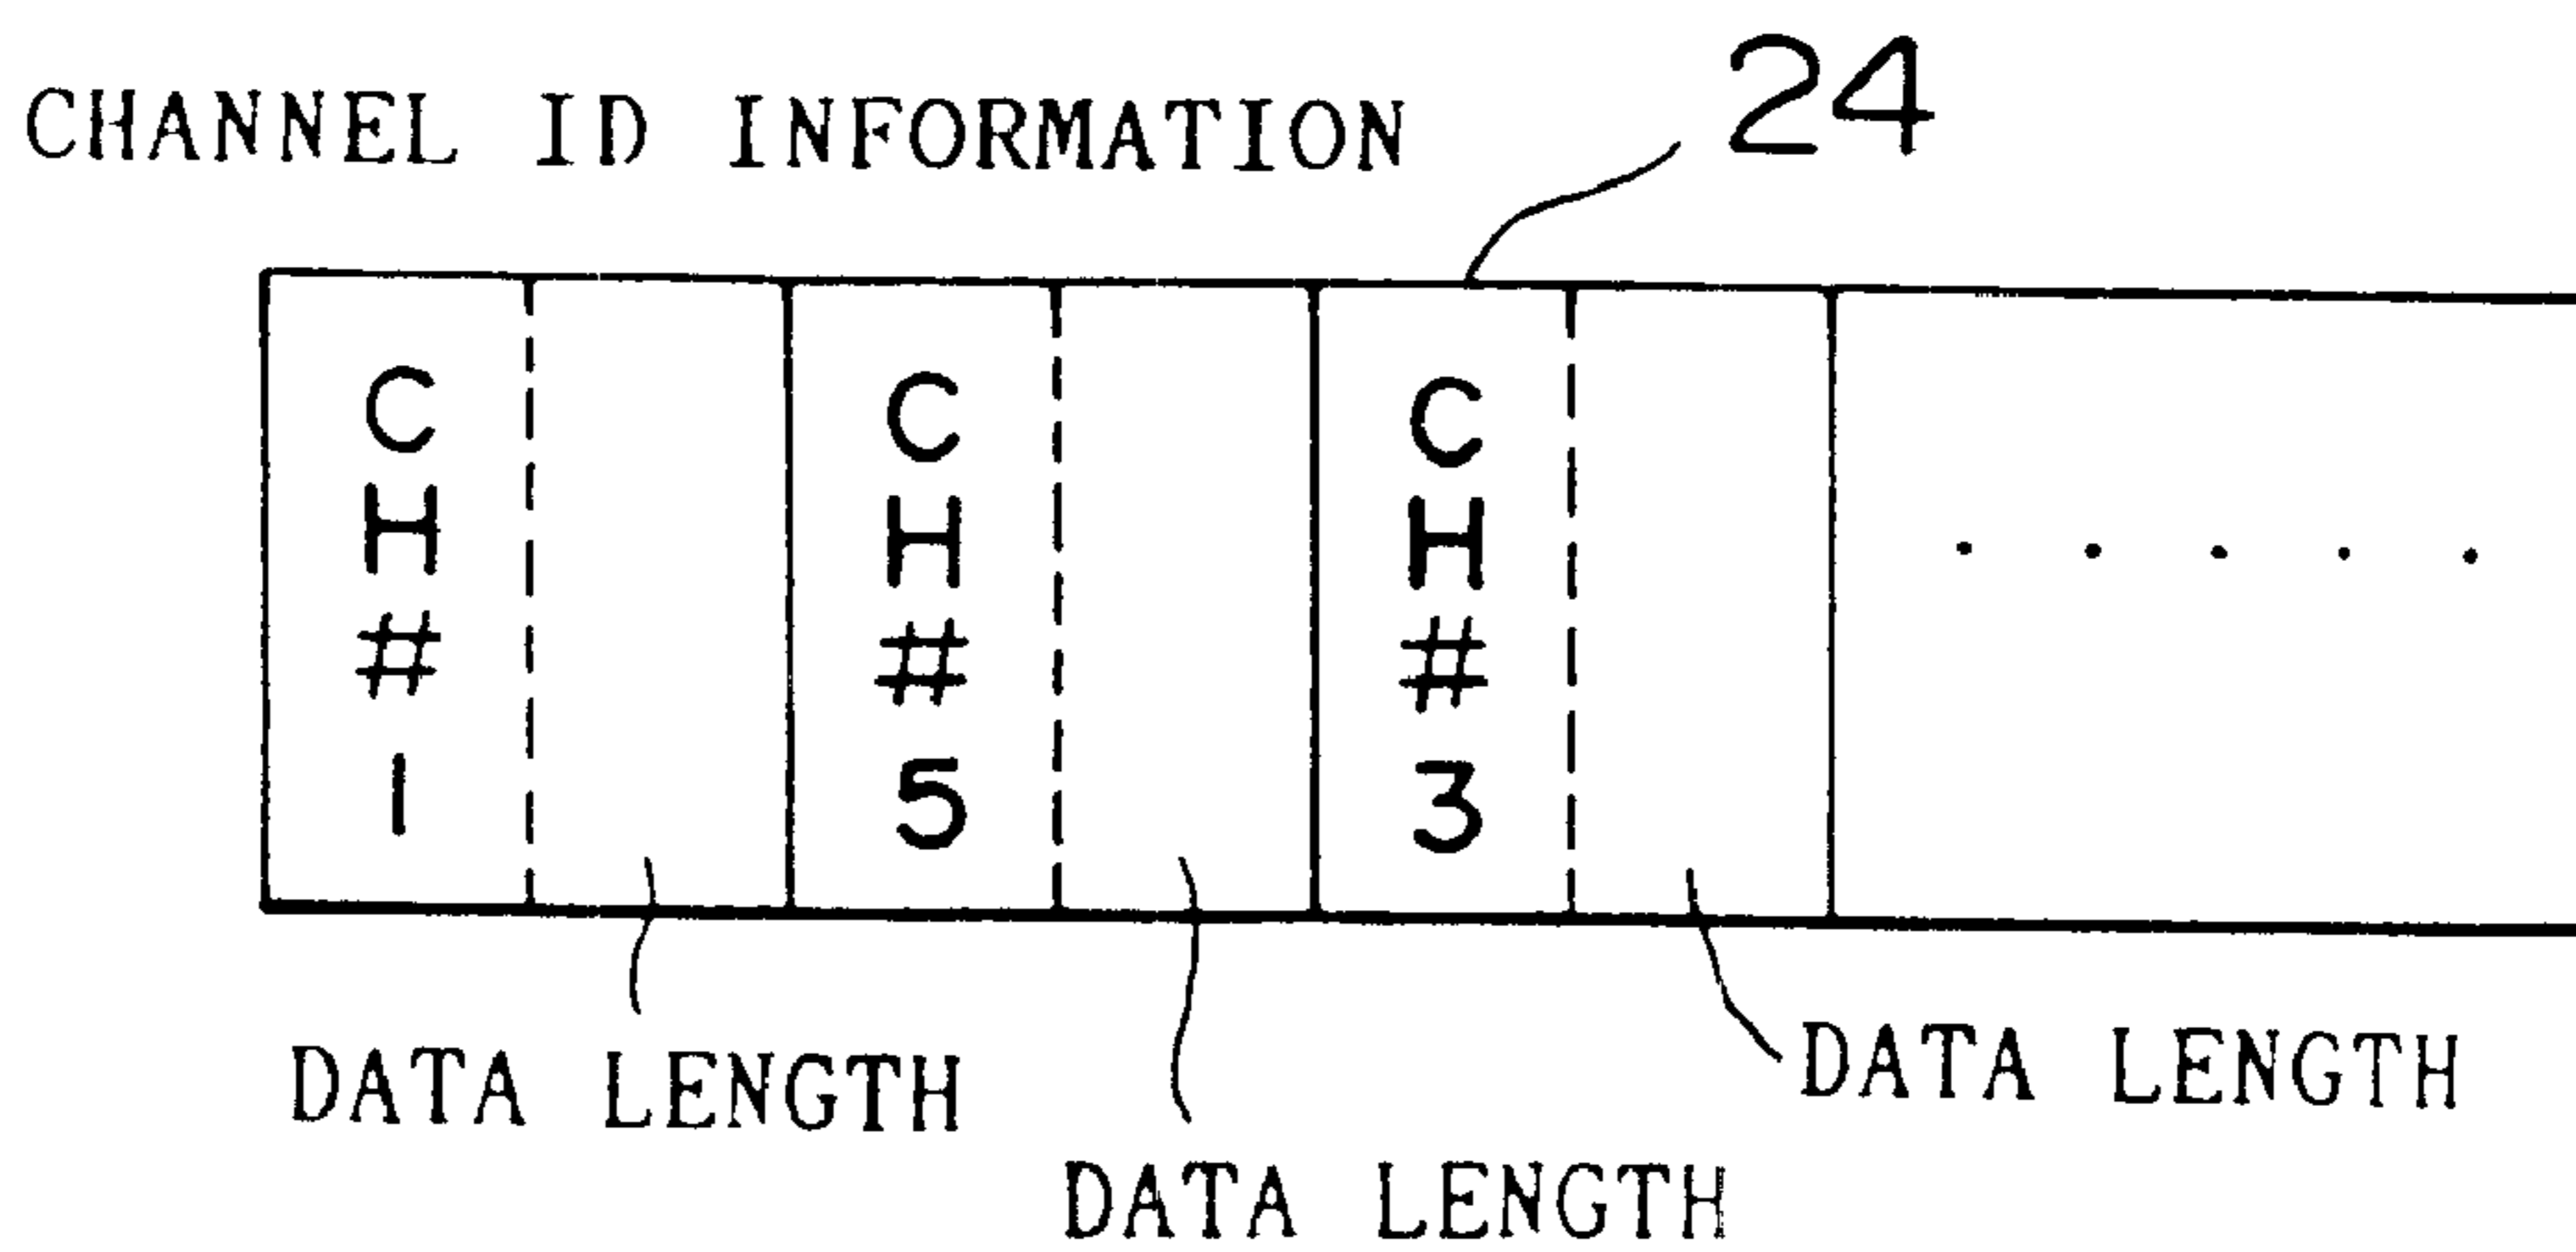 24
CHANNEL ID INFORMATION
CH#1
CH#5
CH#3
. . . . .
DATA LENGTH
DATA LENGTH
DATA LENGTH